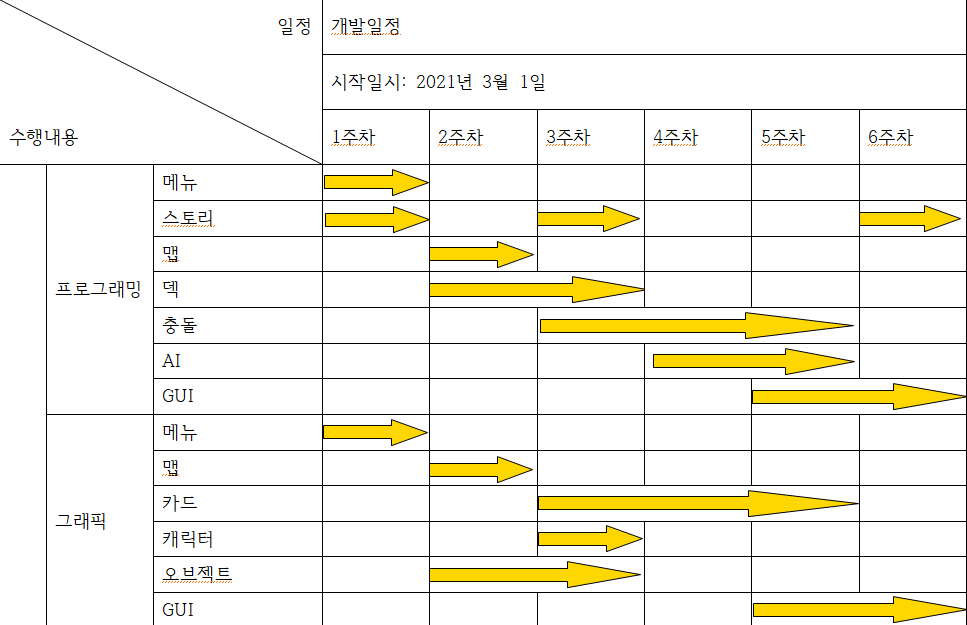 일정
개발일정
시작일시: 2021년 3월 1일
수행내용
1주차 2주차 3주차 4주차 5주차 6주차
프로그래밍
메뉴
스토리
맵
덱
충돌
AI
GUI
그래픽
메뉴
맵
카드
캐릭터
오브젝트
GUI